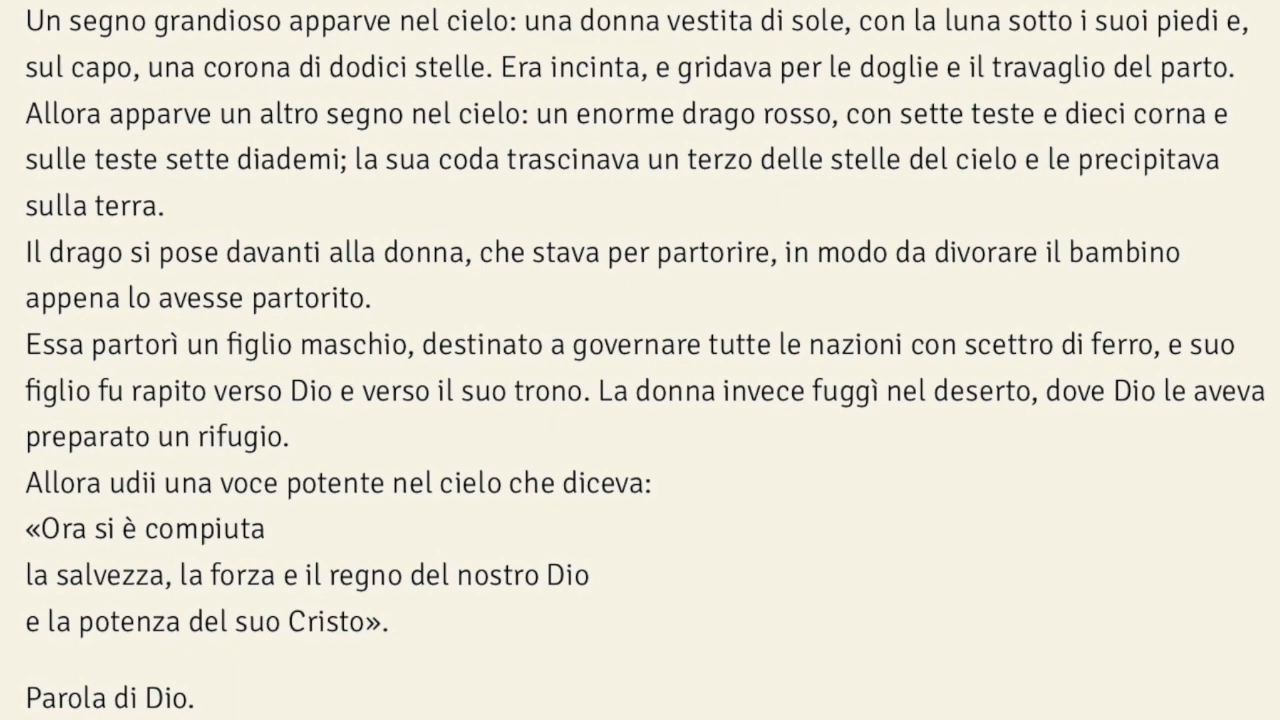 Un segno grandioso apparve nel cielo: una donna vestita di sole, con la luna sotto i suoi piedi e,
sul capo, una corona di dodici stelle. Era incinta, e gridava per le doglie e il travaglio del parto.
Allora apparve un altro segno nel cielo: un enorme drago rosso, con sette teste e dieci corna e
sulle teste sette diademi; la sua coda trascinava un terzo delle stelle del cielo e le precipitava
sulla terra.
Il drago si pose davanti alla donna, che stava per partorire, in modo da divorare il bambino
appena lo avesse partorito.
Essa partorì un figlio maschio, destinato a governare tutte le nazioni con scettro di ferro, e suo
figlio fu rapito verso Dio e verso il suo trono. La donna invece fuggì nel deserto, dove Dio le aveva
preparato un rifugio.
Allora udii una voce potente nel cielo che diceva:
«Ora si è compiuta
la salvezza, la forza e il regno del nostro Dio
e la potenza del suo Cristo».
Parola di Dio.